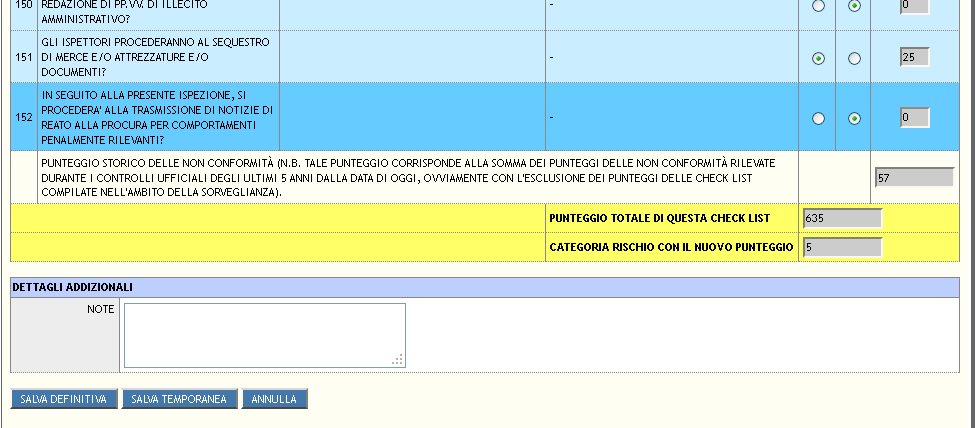 150 REDAZIONE DI PP.VV. DI ILLECITO - 0
AMMINISTRATIVO?
GLI ISPETTORI PROCEDERANNO AL SEQUESTRO
151 DI MERCE E/O ATTREZZATURE E/O - 25
DOCUMENTI?
IN SEGUITO ALLA PRESENTE ISPEZIONE, SI
PROCEDERA' ALLA TRASMISSIONE DI NOTIZIE DI
152 REATO ALLA PROCURA PER COMPORTAMENTI - 0
PENALMENTE RILEVANTI?
PUNTEGGIO STORICO DELLE NON CONFORMITÀ (N.B. TALE PUNTEGGIO CORRISPONDE ALLA SOMMA DEI PUNTEGGI DELLE NON CONFORMITÀ RILEVATE
DURANTE I CONTROLLI UFFICIALI DEGLI ULTIMI 5 ANNI DALLA DATA DI OGGI, OVVIAMENTE CON L'ESCLUSIONE DEI PUNTEGGI DELLE CHECK LIST 57
COMPILATE NELL'AMBITO DELLA SORVEGLIANZA).
PUNTEGGIO TOTALE DI QUESTA CHECK LIST 635
CATEGORIA RISCHIO CON IL NUOVO PUNTEGGIO 5
DETTAGLI ADDIZIONALI
NOTE
SALVA DEFINITIVA SALVA TEMPORANEA ANNULLA